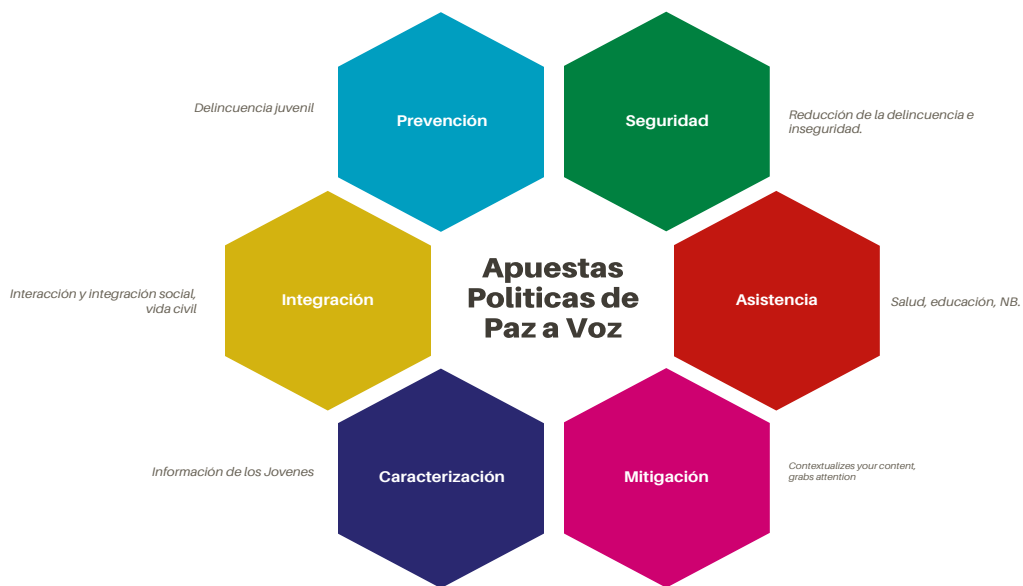 Delincuencia juvenil
Prevención
Seguridad
Reducción de la delincuencia e
inseguridad.
Interacción y integración social,
vida civil
Integración
Apuestas
Politicas de
Paz a Voz
Asistencia
Salud, educación, NB.
Información de los Jovenes
Caracterización
Mitigación
Contextualizes your content,
grabs attention